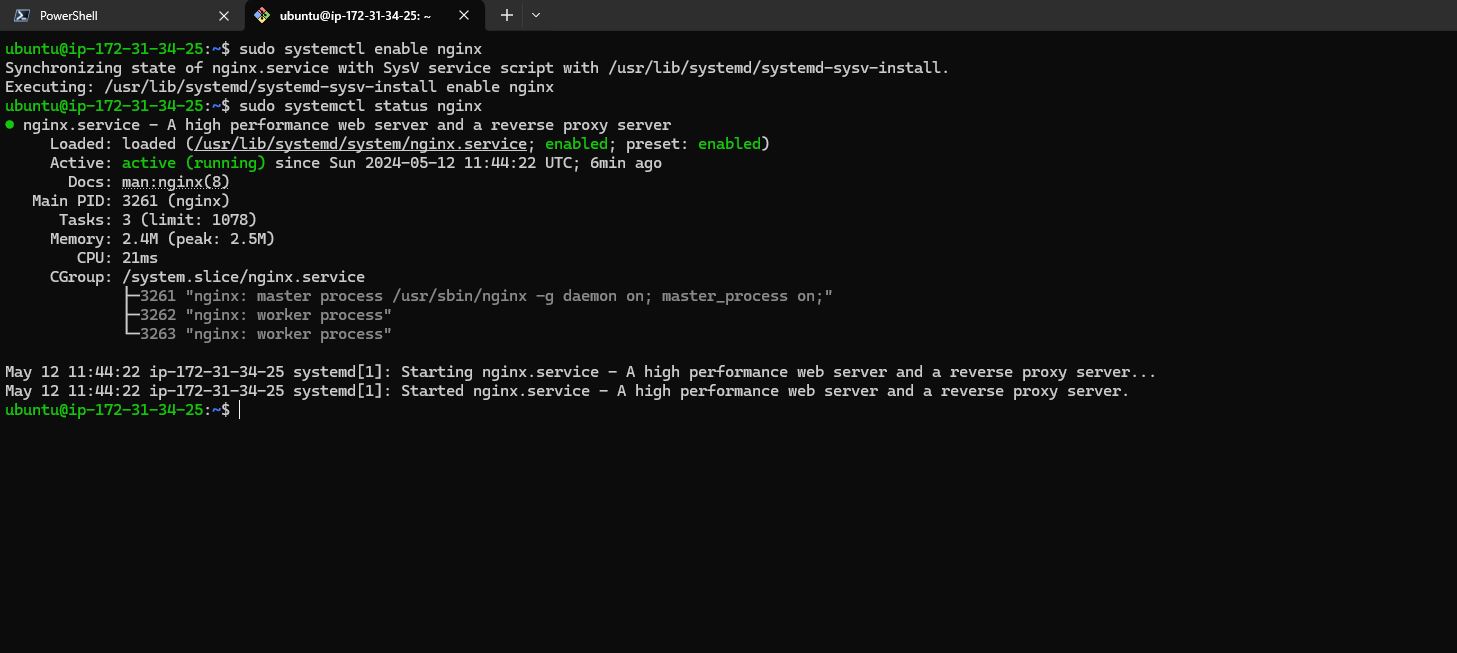 PowerShell
ubuntu@ip-172-31-34-25: ~
ubuntu@ip-172-31-34-25:~$ sudo systemctl enable nginx
Synchronizing state of nginx.service with SysV service script with /usr/lib/systemd/systemd-sysv-install.
Executing: /usr/lib/systemd/systemd-sysv-install enable nginx
ubuntu@ip-172-31-34-25:~$ sudo systemctl status nginx
● nginx.service - A high performance web server and a reverse proxy server
Loaded: loaded (/usr/lib/systemd/system/nginx.service; enabled; preset: enabled)
Active: active (running) since Sun 2024-05-12 11:44:22 UTC; 6min ago
Docs: man:nginx(8)
Main PID: 3261 (nginx)
Tasks: 3 (limit: 1078)
Memory: 2.4M (peak: 2.5M)
CPU: 21ms
CGroup: /system.slice/nginx.service
├─3261 "nginx: master process /usr/sbin/nginx -g daemon on; master_process on;"
├─3262 "nginx: worker process"
└─3263 "nginx: worker process"
May 12 11:44:22 ip-172-31-34-25 systemd[1]: Starting nginx.service - A high performance web server and a reverse proxy server...
May 12 11:44:22 ip-172-31-34-25 systemd[1]: Started nginx.service - A high performance web server and a reverse proxy server.
ubuntu@ip-172-31-34-25:~$